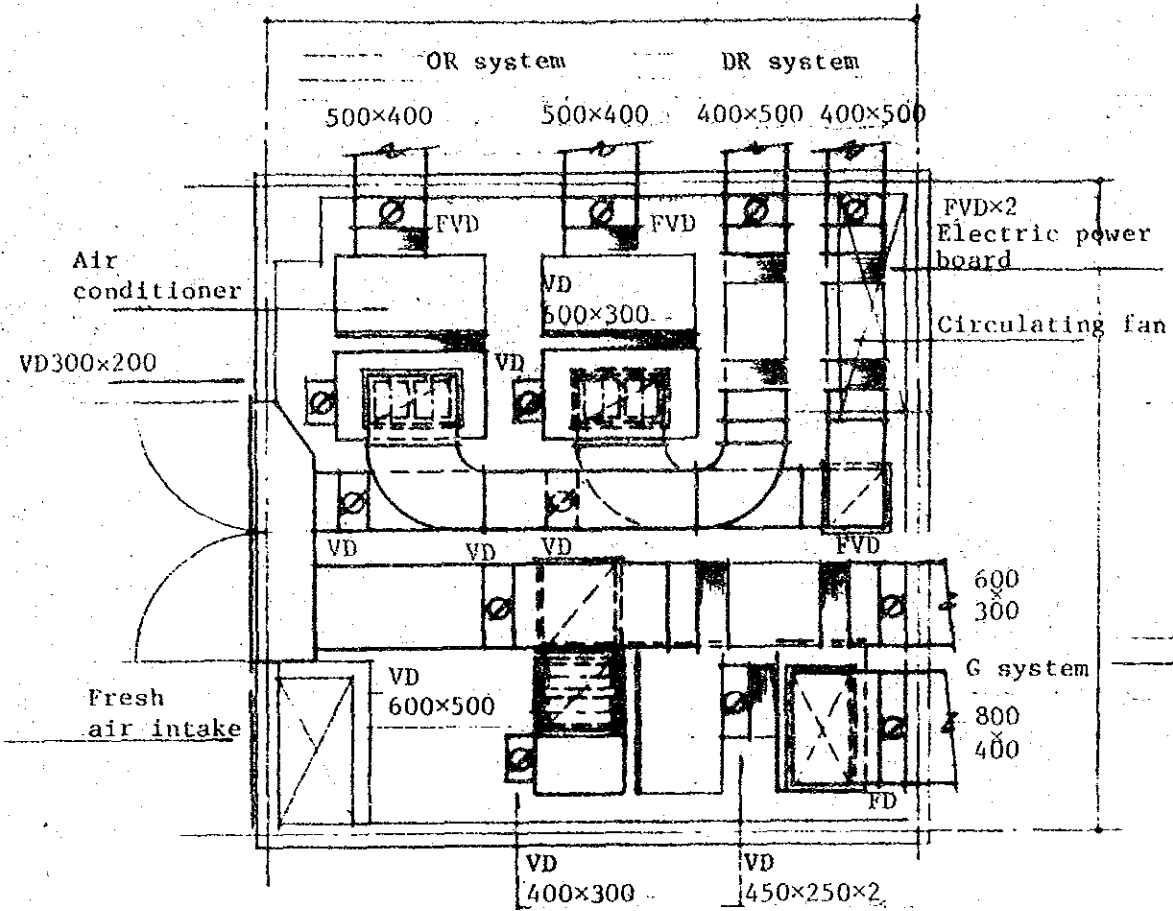 OR system
DR system
500×400
500×400
400×500
400×500
FVD
FVD
FVD×2
Electric power
board
Air
conditioner
VD
600×300
Circulating fan
VD300×200
VD
VD
VD
VD
FVD
600
×
300
G system
Fresh
air intake
VD
600×500
800
×
400
FD
VD
400×300
VD
450×250×2